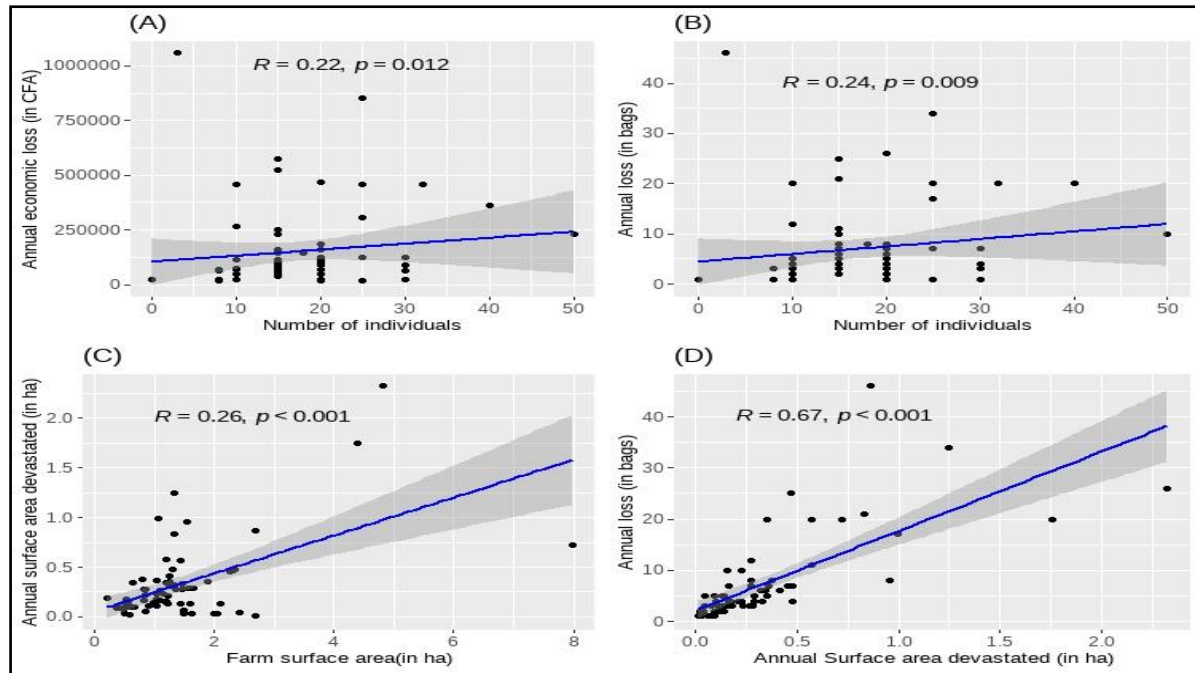 (A)
R = 0.22, p = 0.012
Annual economic loss (in CFA)
1000000
750000
500000
250000
0
0 10 20 30 40 50
Number of individuals
(B)
R = 0.24, p = 0.009
Annual loss (in bags)
40
30
20
10
0
0 10 20 30 40 50
Number of individuals
(C)
R = 0.26, p < 0.001
Annual surface area devastated (in ha)
2.0
1.5
1.0
0.5
0.0
0 2 4 6 8
Farm surface area(in ha)
(D)
R = 0.67, p < 0.001
Annual loss (in bags)
40
30
20
10
0
0.0 0.5 1.0 1.5 2.0
Annual Surface area devastated (in ha)